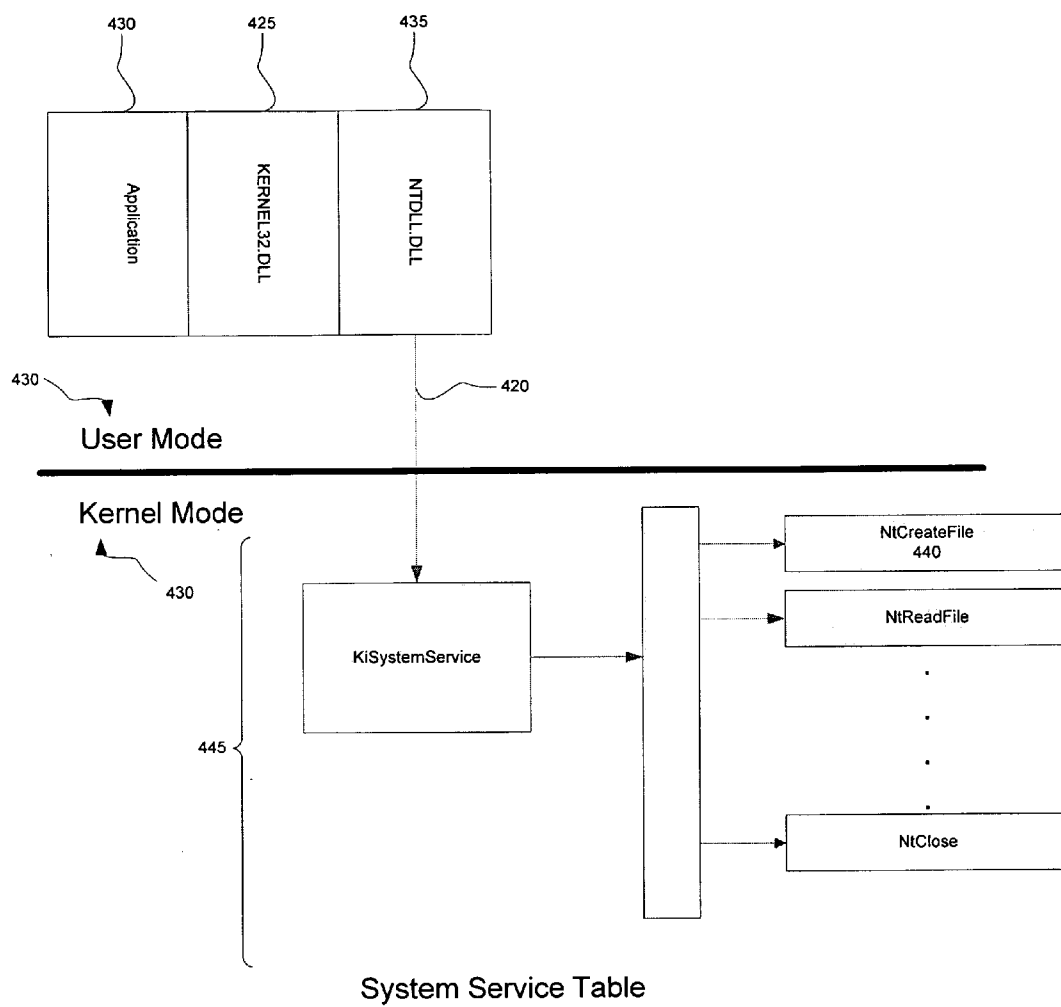 430
425
435
Application
KERNEL32.DLL
NTDLL.DLL
430
420
User Mode
Kernel Mode
430
NtCreateFile
440
NtReadFile
KiSystemService
445
NtClose
System Service Table